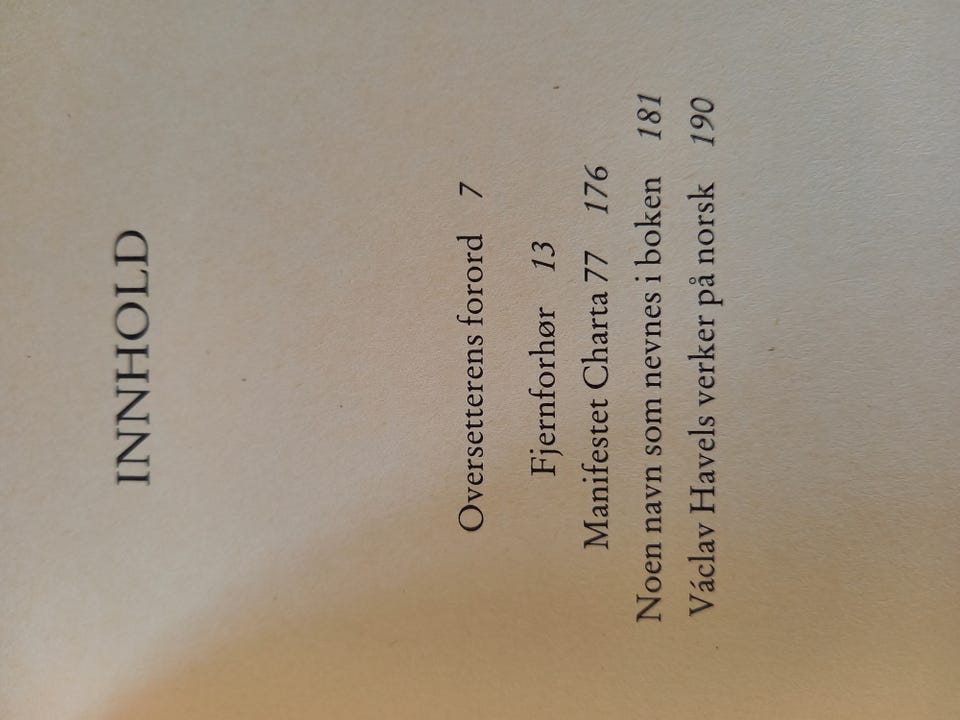 INNHOLD
Oversetterens forord 7
Fjernforhør 13
Manifestet Charta 77 176
Noen navn som nevnes i boken 181
Václav Havels verker på norsk 190